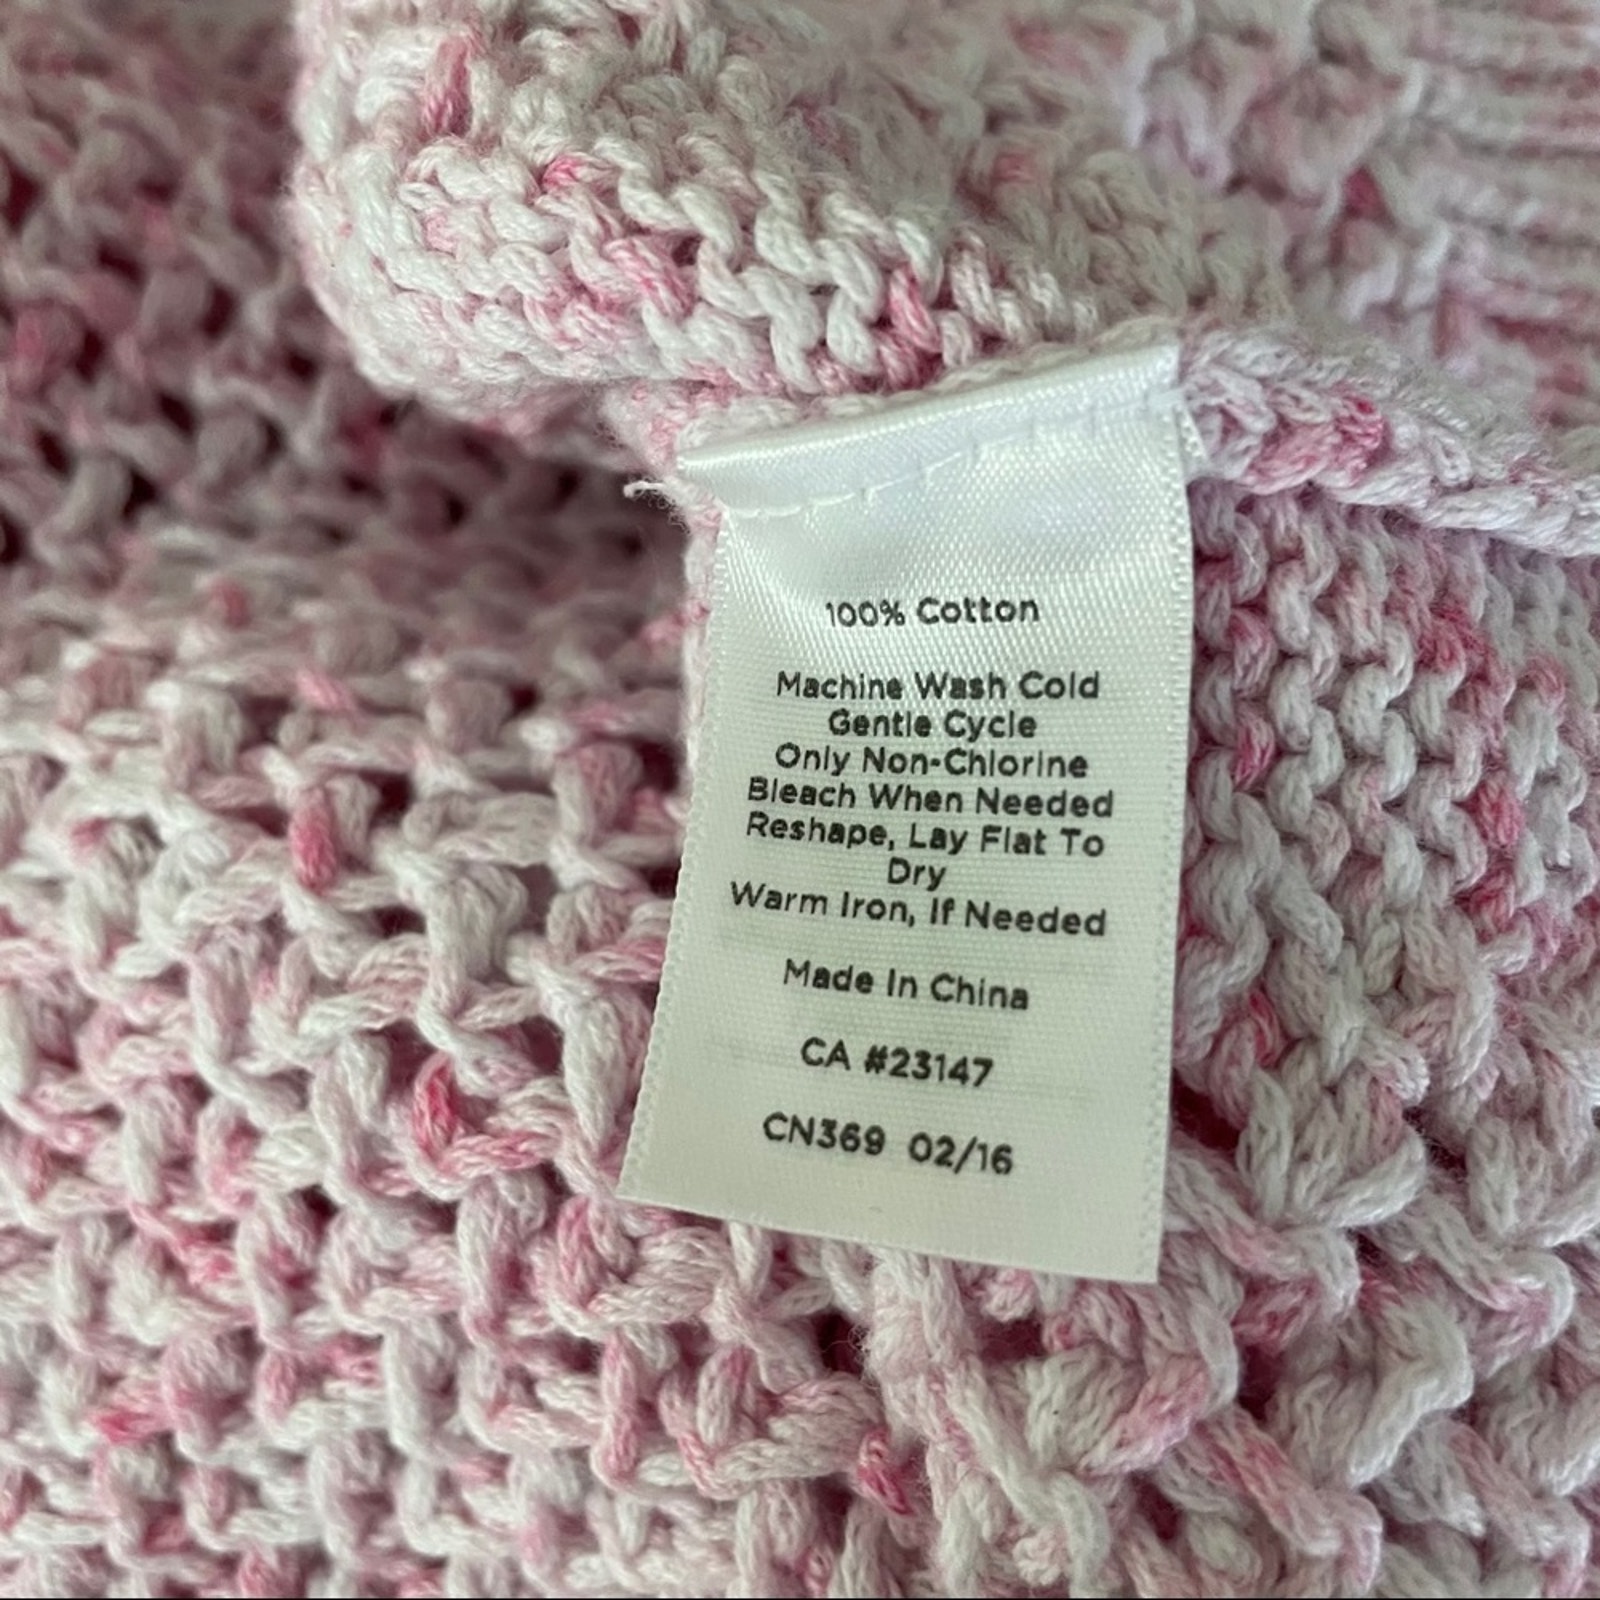 100% Cotton
Machine Wash Cold
Gentle Cycle
Only Non-Chlorine
Bleach When Needed
Reshape, Lay Flat To
Dry
Warm Iron, If Needed
Made In China
CA #23147
CN369 02/16